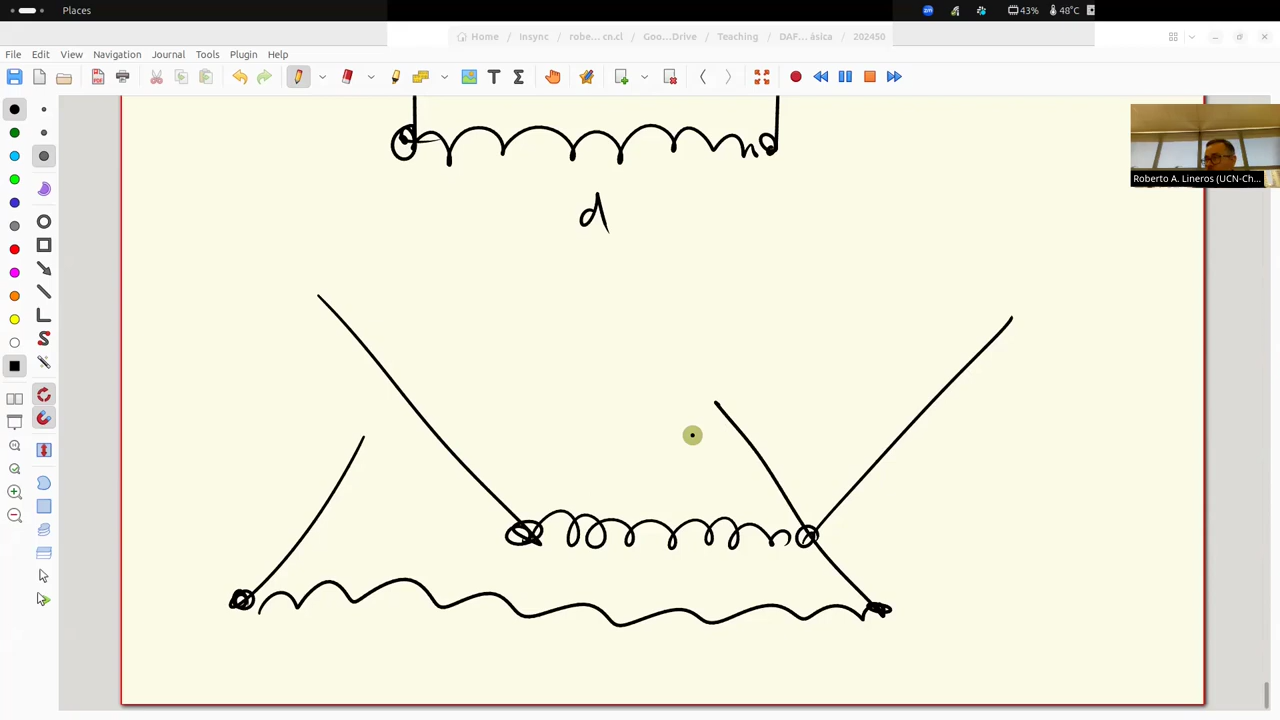 Places
43%
48°C
Home
Insync
robe... cn.cl
Goo...Drive
Teaching
DAF... ásica
202450
File
Edit
View
Navigation
Journal
Tools
Plugin
Help
Roberto A. Lineros (UCN-Ch...
d